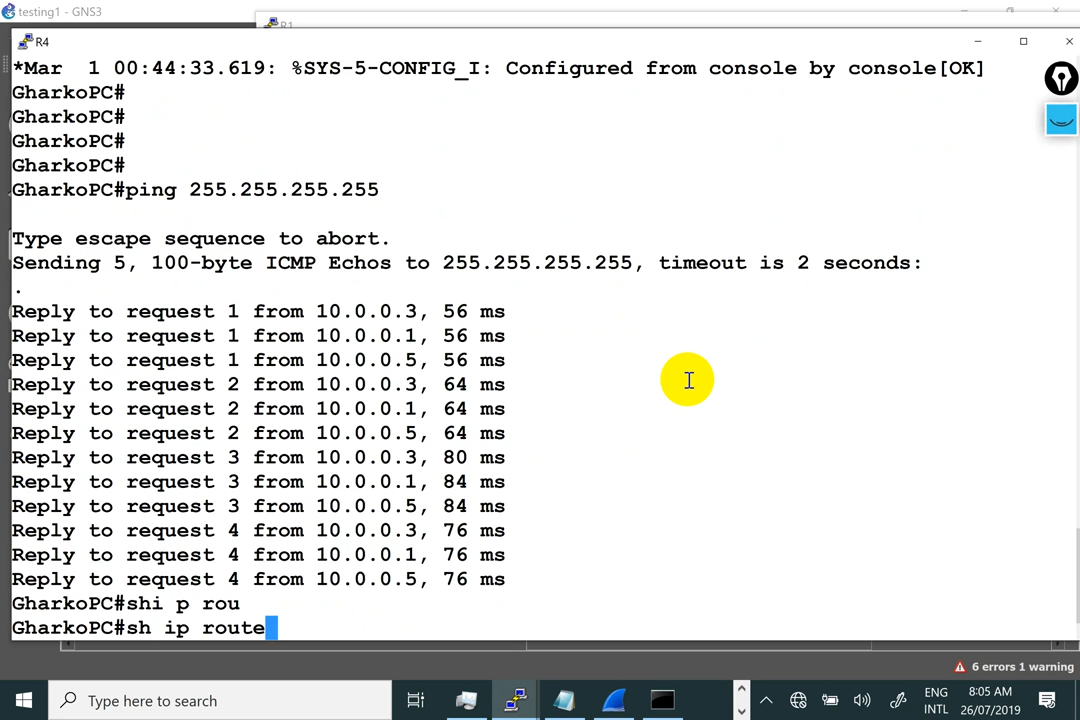 testing1 - GNS3
R1
R4
*Mar  1 00:44:33.619: %SYS-5-CONFIG_I: Configured from console by console[OK]
GharkoPC#
GharkoPC#
GharkoPC#
GharkoPC#
GharkoPC#ping 255.255.255.255
Type escape sequence to abort.
Sending 5, 100-byte ICMP Echos to 255.255.255.255, timeout is 2 seconds:
.
Reply to request 1 from 10.0.0.3, 56 ms
Reply to request 1 from 10.0.0.1, 56 ms
Reply to request 1 from 10.0.0.5, 56 ms
Reply to request 2 from 10.0.0.3, 64 ms
Reply to request 2 from 10.0.0.1, 64 ms
Reply to request 2 from 10.0.0.5, 64 ms
Reply to request 3 from 10.0.0.3, 80 ms
Reply to request 3 from 10.0.0.1, 84 ms
Reply to request 3 from 10.0.0.5, 84 ms
Reply to request 4 from 10.0.0.3, 76 ms
Reply to request 4 from 10.0.0.1, 76 ms
Reply to request 4 from 10.0.0.5, 76 ms
GharkoPC#shi p rou
GharkoPC#sh ip route
6 errors 1 warning
Type here to search
ENG
INTL
8:05 AM
26/07/2019